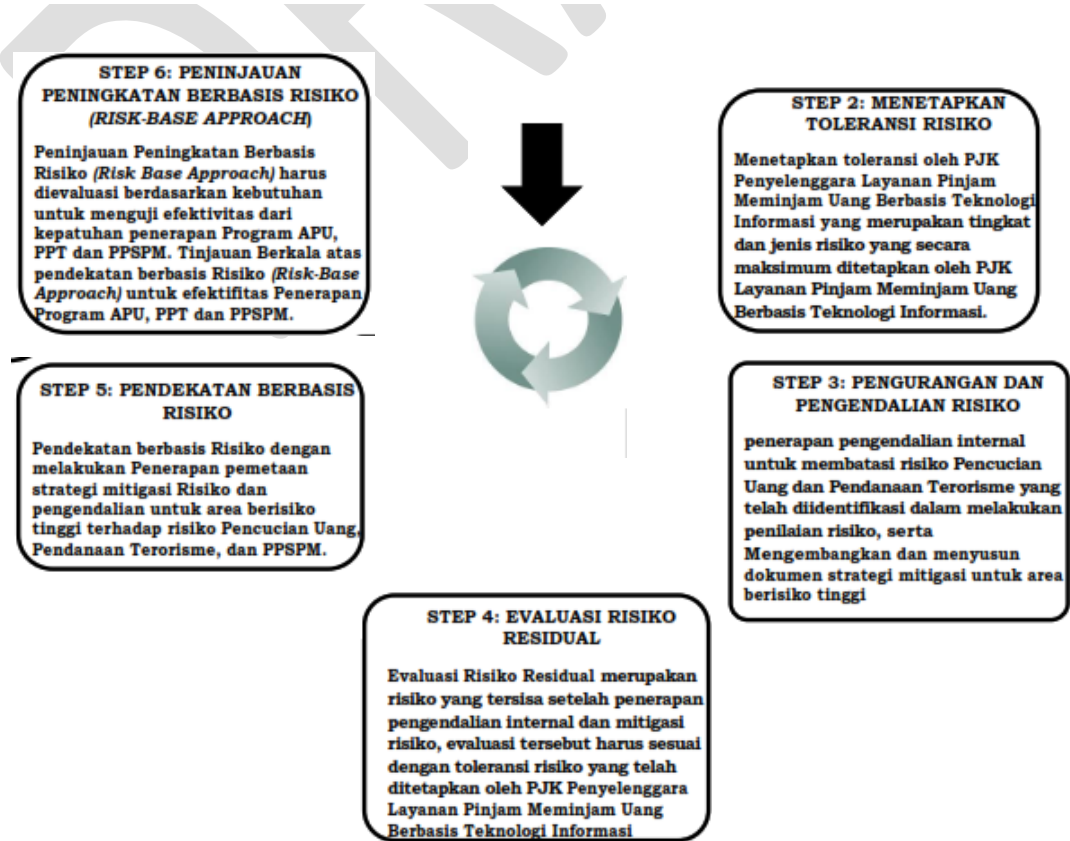 STEP 6: PENINJAUAN
PENINGKATAN BERBASIS RISIKO
(RISK-BASE APPROACH)
Peninjauan Peningkatan Berbasis
Risiko (Risk Base Approach) harus
dievaluasi berdasarkan kebutuhan
untuk menguji efektivitas dari
kepatuhan penerapan Program APU,
PPT dan PPSPM. Tinjauan Berkala atas
pendekatan berbasis Risiko (Risk-Base
Approach) untuk efektifitas Penerapan
Program APU, PPT dan PPSPM.
STEP 2: MENETAPKAN
TOLERANSI RISIKO
Menetapkan toleransi oleh PJK
Penyelenggara Layanan Pinjam
Meminjam Uang Berbasis Teknologi
Informasi yang merupakan tingkat
dan jenis risiko yang secara
maksimum ditetapkan oleh PJK
Layanan Pinjam Meminjam Uang
Berbasis Teknologi Informasi.
STEP 5: PENDEKATAN BERBASIS
RISIKO
Pendekatan berbasis Risiko dengan
melakukan Penerapan pemetaan
strategi mitigasi Risiko dan
pengendalian untuk area berisiko
tinggi terhadap risiko Pencucian Uang,
Pendanaan Terorisme, dan PPSPM.
STEP 3: PENGURANGAN DAN
PENGENDALIAN RISIKO
penerapan pengendalian internal
untuk membatasi risiko Pencucian
Uang dan Pendanaan Terorisme yang
telah diidentifikasi dalam melakukan
penilaian risiko, serta
Mengembangkan dan menyusun
dokumen strategi mitigasi untuk area
berisiko tinggi
STEP 4: EVALUASI RISIKO
RESIDUAL
Evaluasi Risiko Residual merupakan
risiko yang tersisa setelah penerapan
pengendalian internal dan mitigasi
risiko, evaluasi tersebut harus sesuai
dengan toleransi risiko yang telah
ditetapkan oleh PJK Penyelenggara
Layanan Pinjam Meminjam Uang
Berbasis Teknologi Informasi